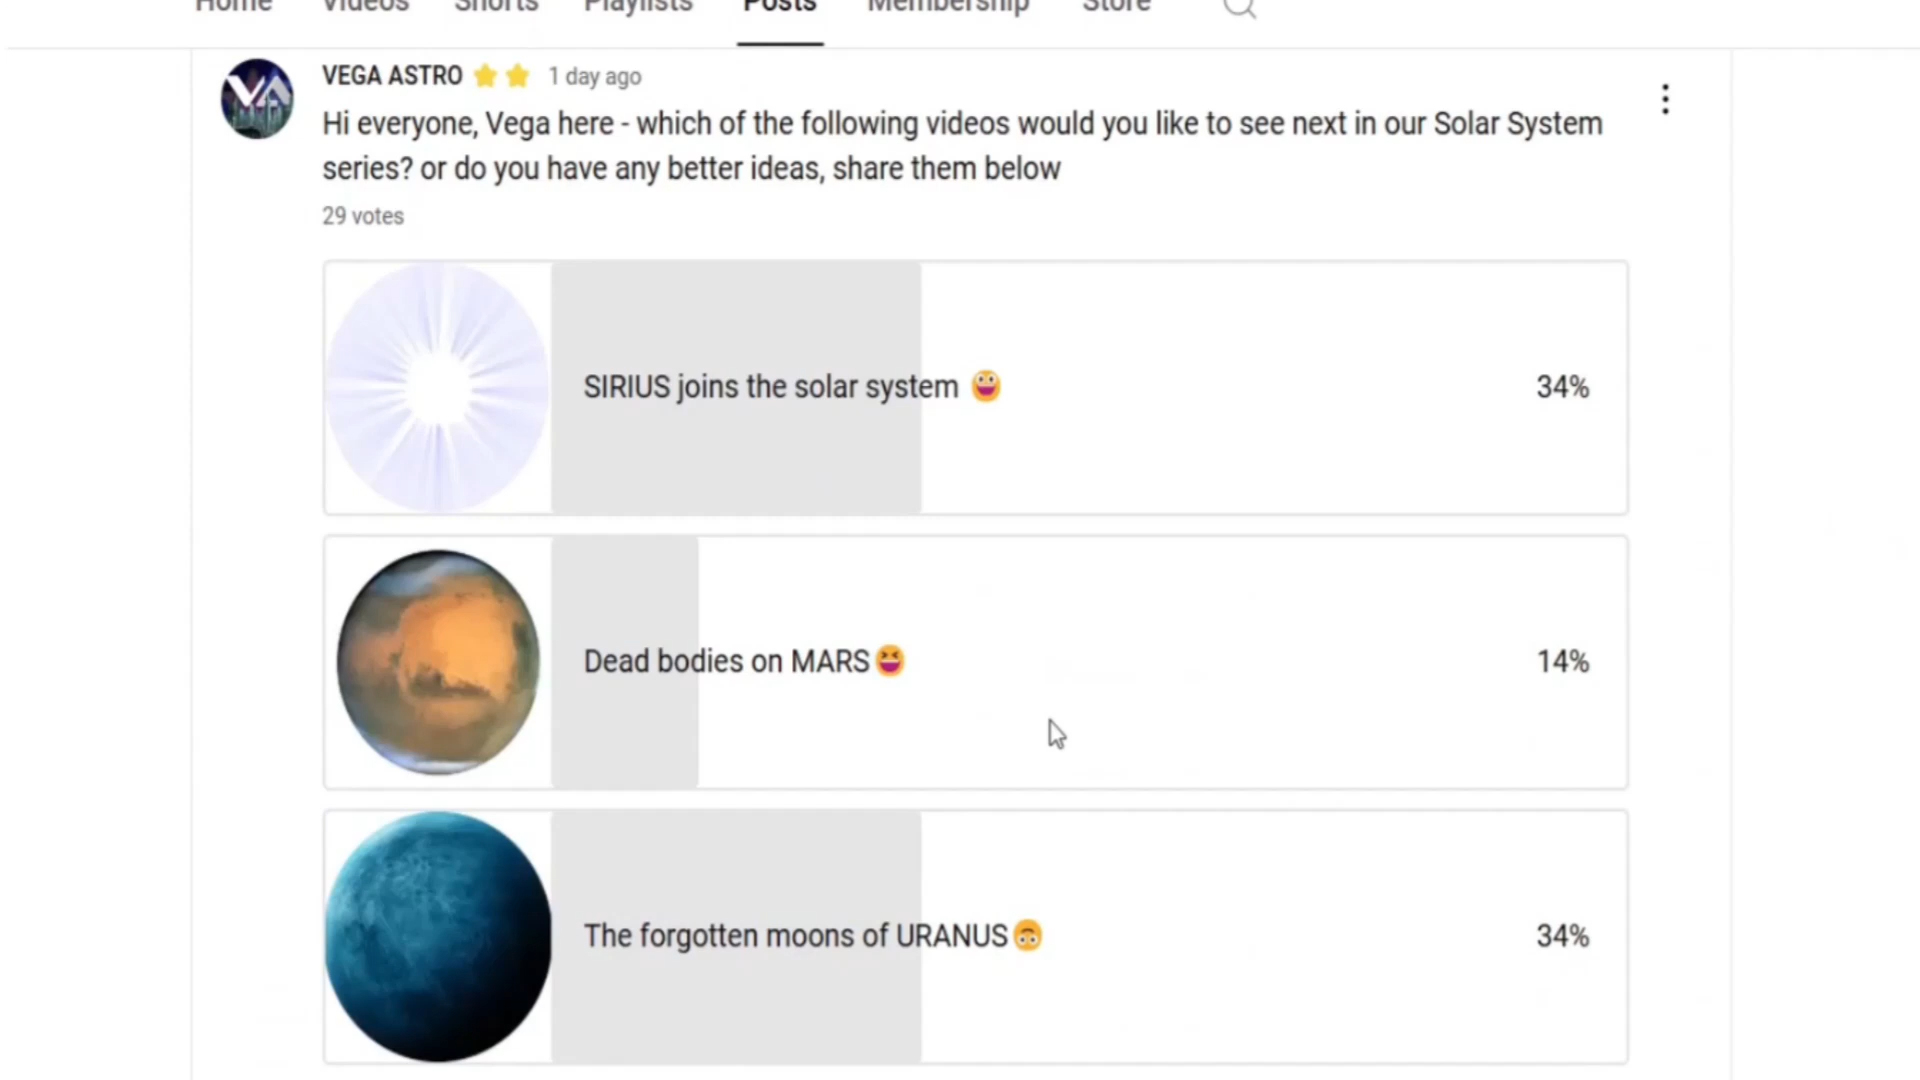 Home Videos Shorts Playlists Posts Membership Store
VEGA ASTRO 1 day ago
Hi everyone, Vega here - which of the following videos would you like to see next in our Solar System
series? or do you have any better ideas, share them below
29 votes
SIRIUS joins the solar system 34%
Dead bodies on MARS 14%
The forgotten moons of URANUS 34%